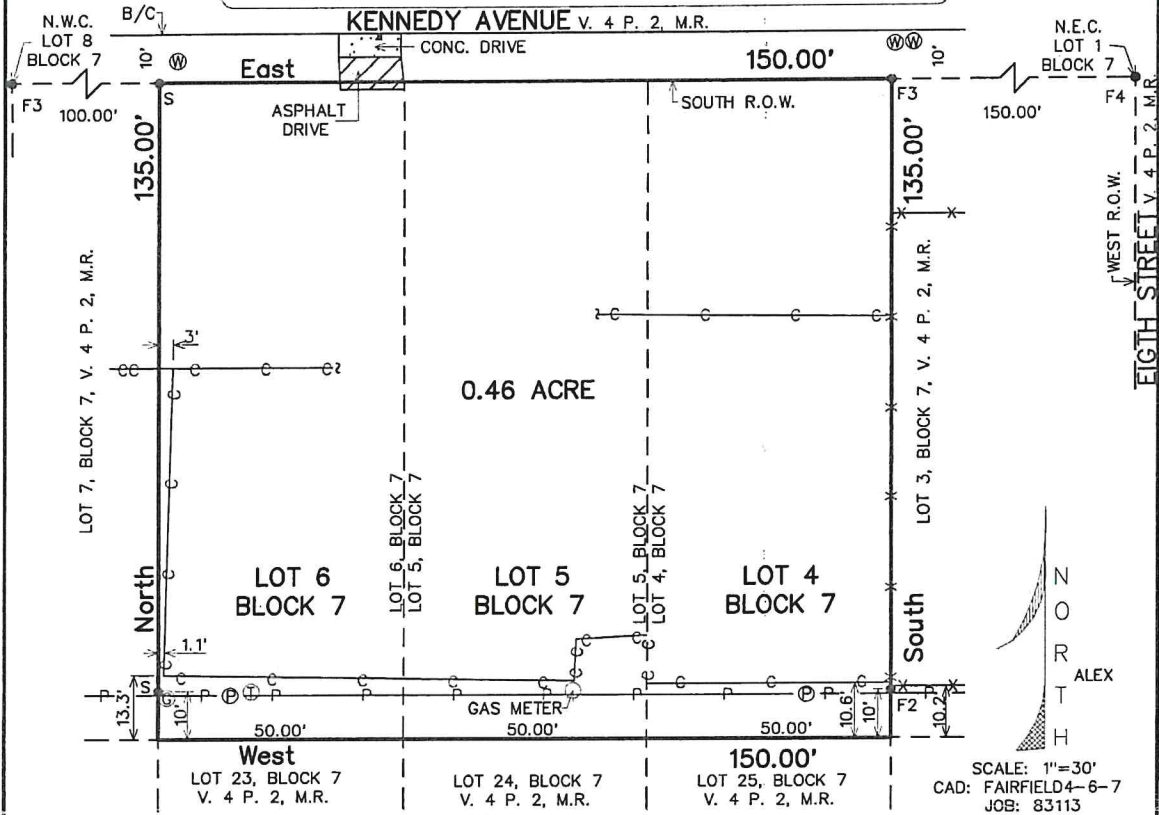 KENNEDY AVENUE V. 4 P. 2, M.R.
B/C
N.W.C.
LOT 8
BLOCK 7
10'
W
CONC. DRIVE
W W
10'
N.E.C.
LOT 1
BLOCK 7
East
150.00'
F3
100.00'
S
ASPHALT
DRIVE
SOUTH R.O.W.
F3
150.00'
F4
135.00'
135.00'
WEST R.O.W.
EIGTH STREET V. 4 P. 2, M.R.
LOT 7, BLOCK 7, V. 4 P. 2, M.R.
LOT 3, BLOCK 7, V. 4 P. 2, M.R.
3'
0.46 ACRE
LOT 6, BLOCK 7
LOT 5, BLOCK 7
LOT 5, BLOCK 7
LOT 4, BLOCK 7
North
LOT 6
BLOCK 7
LOT 5
BLOCK 7
LOT 4
BLOCK 7
South
1.1'
S
13.3'
10'
G
P
T
GAS METER
P
10.6'
10'
F2
10.2'
50.00'
50.00'
50.00'
West
150.00'
LOT 23, BLOCK 7
V. 4 P. 2, M.R.
LOT 24, BLOCK 7
V. 4 P. 2, M.R.
LOT 25, BLOCK 7
V. 4 P. 2, M.R.
NORTH
ALEX
SCALE: 1"=30'
CAD: FAIRFIELD4-6-7
JOB: 83113